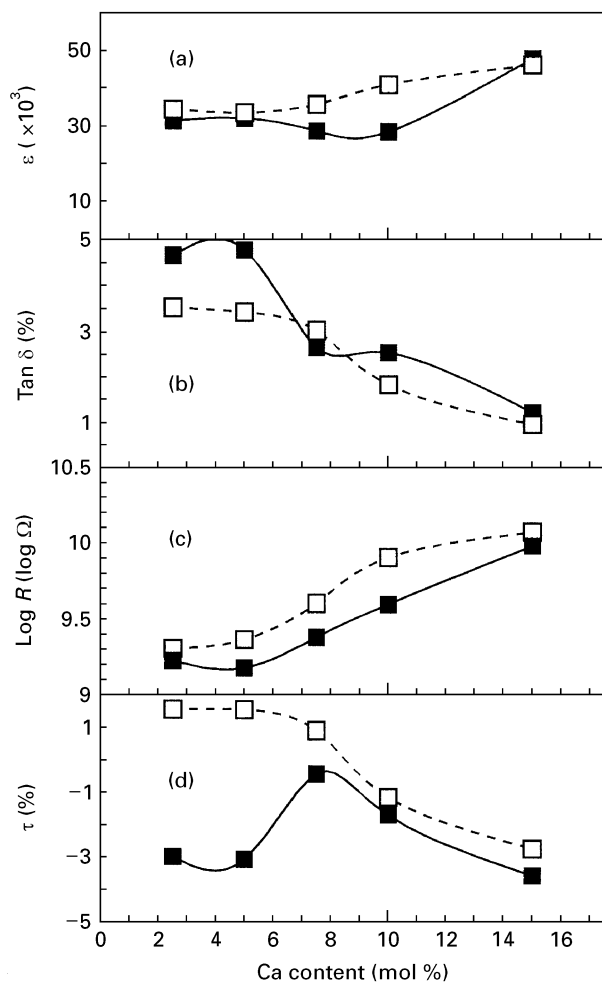 50
(a)
30
ε (×10³)
10
5
3
Tan δ (%)
(b)
1
10.5
10
(c)
Log R (log Ω)
9.5
9
1
(d)
−1
τ (%)
−3
−5
0 2 4 6 8 10 12 14 16
Ca content (mol %)